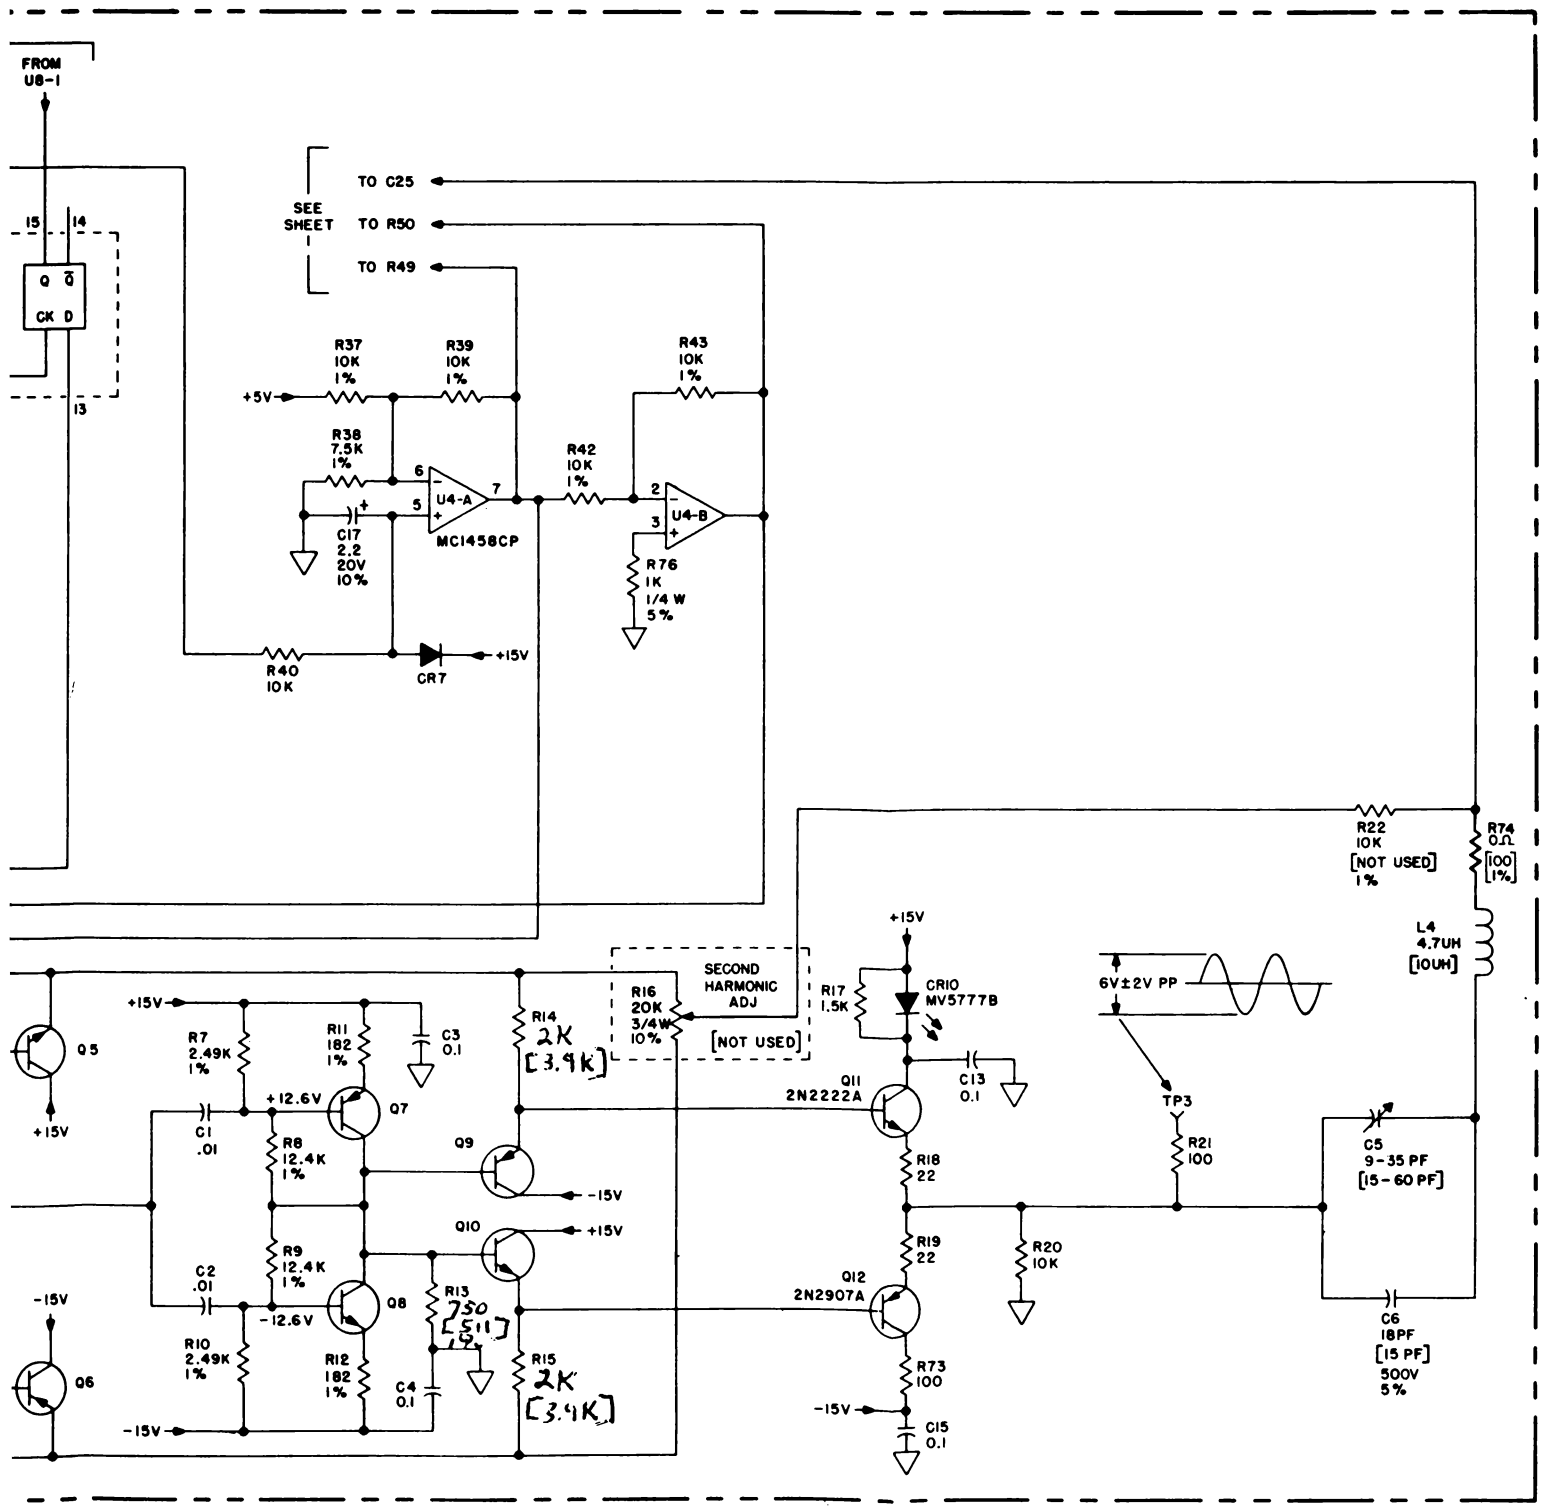 FROM
U8-1
15
14
Q Q̅
CK D
13
SEE
SHEET
1
TO C25
TO R50
TO R49
R37
10K
1%
R39
10K
1%
+5V
R38
7.5K
1%
6
-
U4-A
7
5
+
MC1458CP
C17
+
2.2
20V
10%
R40
10K
CR7
+15V
R42
10K
1%
R43
10K
1%
2
-
U4-B
3
+
R76
1K
1/4 W
5%
R22
10K
[NOT USED]
1%
R74
0Ω
[100
1%]
L4
4.7UH
[10UH]
SECOND
HARMONIC
ADJ
R16
20K
3/4W
10%
[NOT USED]
+15V
R17
1.5K
CR10
MV5777B
6V±2V PP
Q5
+15V
+15V
R7
2.49K
1%
R11
182
1%
C3
0.1
R14
2K
[3.9K]
+12.6V
Q7
C1
.01
R8
12.4K
1%
Q9
-15V
Q10
+15V
R9
12.4K
1%
C2
.01
-12.6V
Q8
R13
750
[511]
1%
R10
2.49K
1%
R12
182
1%
C4
0.1
R15
2K
[3.9K]
-15V
-15V
Q6
Q11
2N2222A
C13
0.1
R18
22
R19
22
R20
10K
Q12
2N2907A
R73
100
-15V
C15
0.1
TP3
R21
100
C5
9-35 PF
[15-60 PF]
C6
18PF
[15 PF]
500V
5%